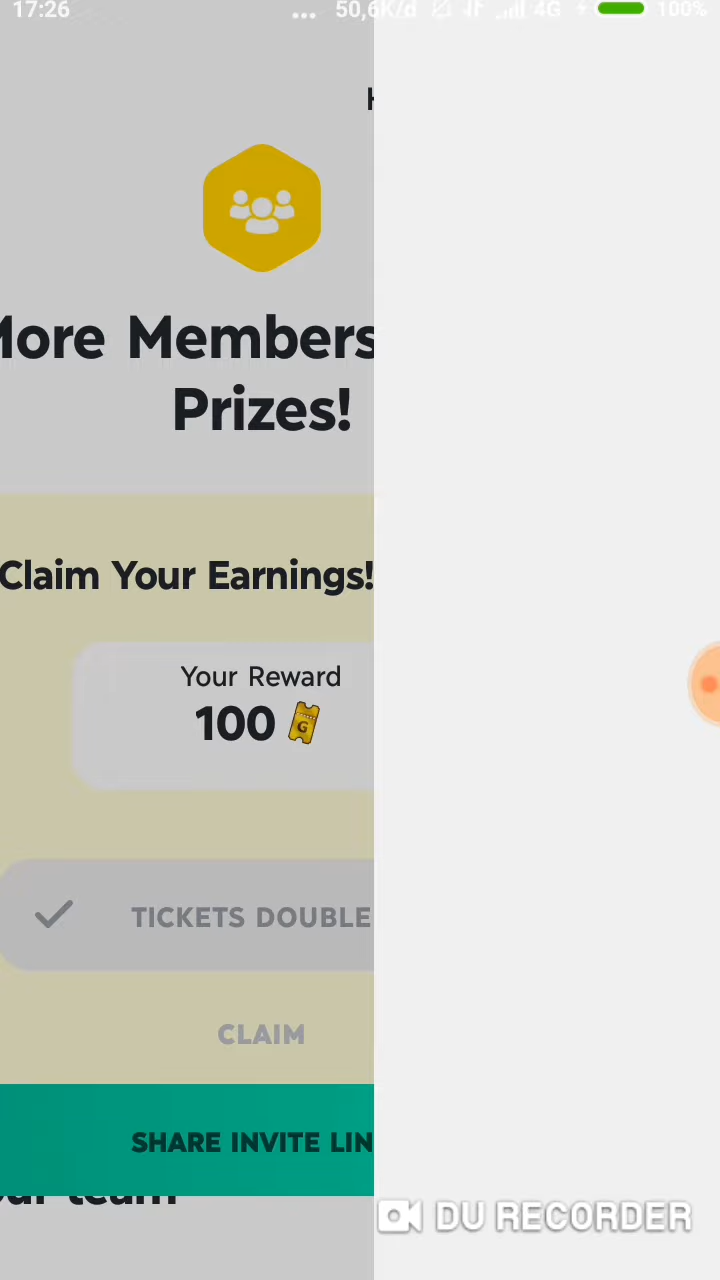 17:26 ... 50,6K/d 4G 100%
More Members
Prizes!
Claim Your Earnings!
Your Reward
100 G
TICKETS DOUBLE
CLAIM
SHARE INVITE LIN
team
DU RECORDER